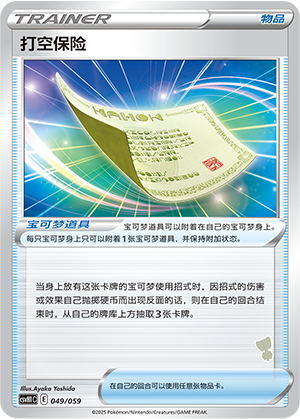 TRAINER 物品
打空保险
宝可梦道具 宝可梦道具可以附着在自己的宝可梦身上。
每只宝可梦身上只可以附着1张宝可梦道具，并保持附加状态。
当身上放有这张卡牌的宝可梦使用招式时，因招式的伤害
或效果自己抛掷硬币而出现反面的话，则在自己的回合结
束时，从自己的牌库上方抽取3张卡牌。
Illus.Ayaka Yoshida
E 049/059
在自己的回合可以使用任意张物品卡。
©2025 Pokémon/Nintendo/Creatures/GAME FREAK.